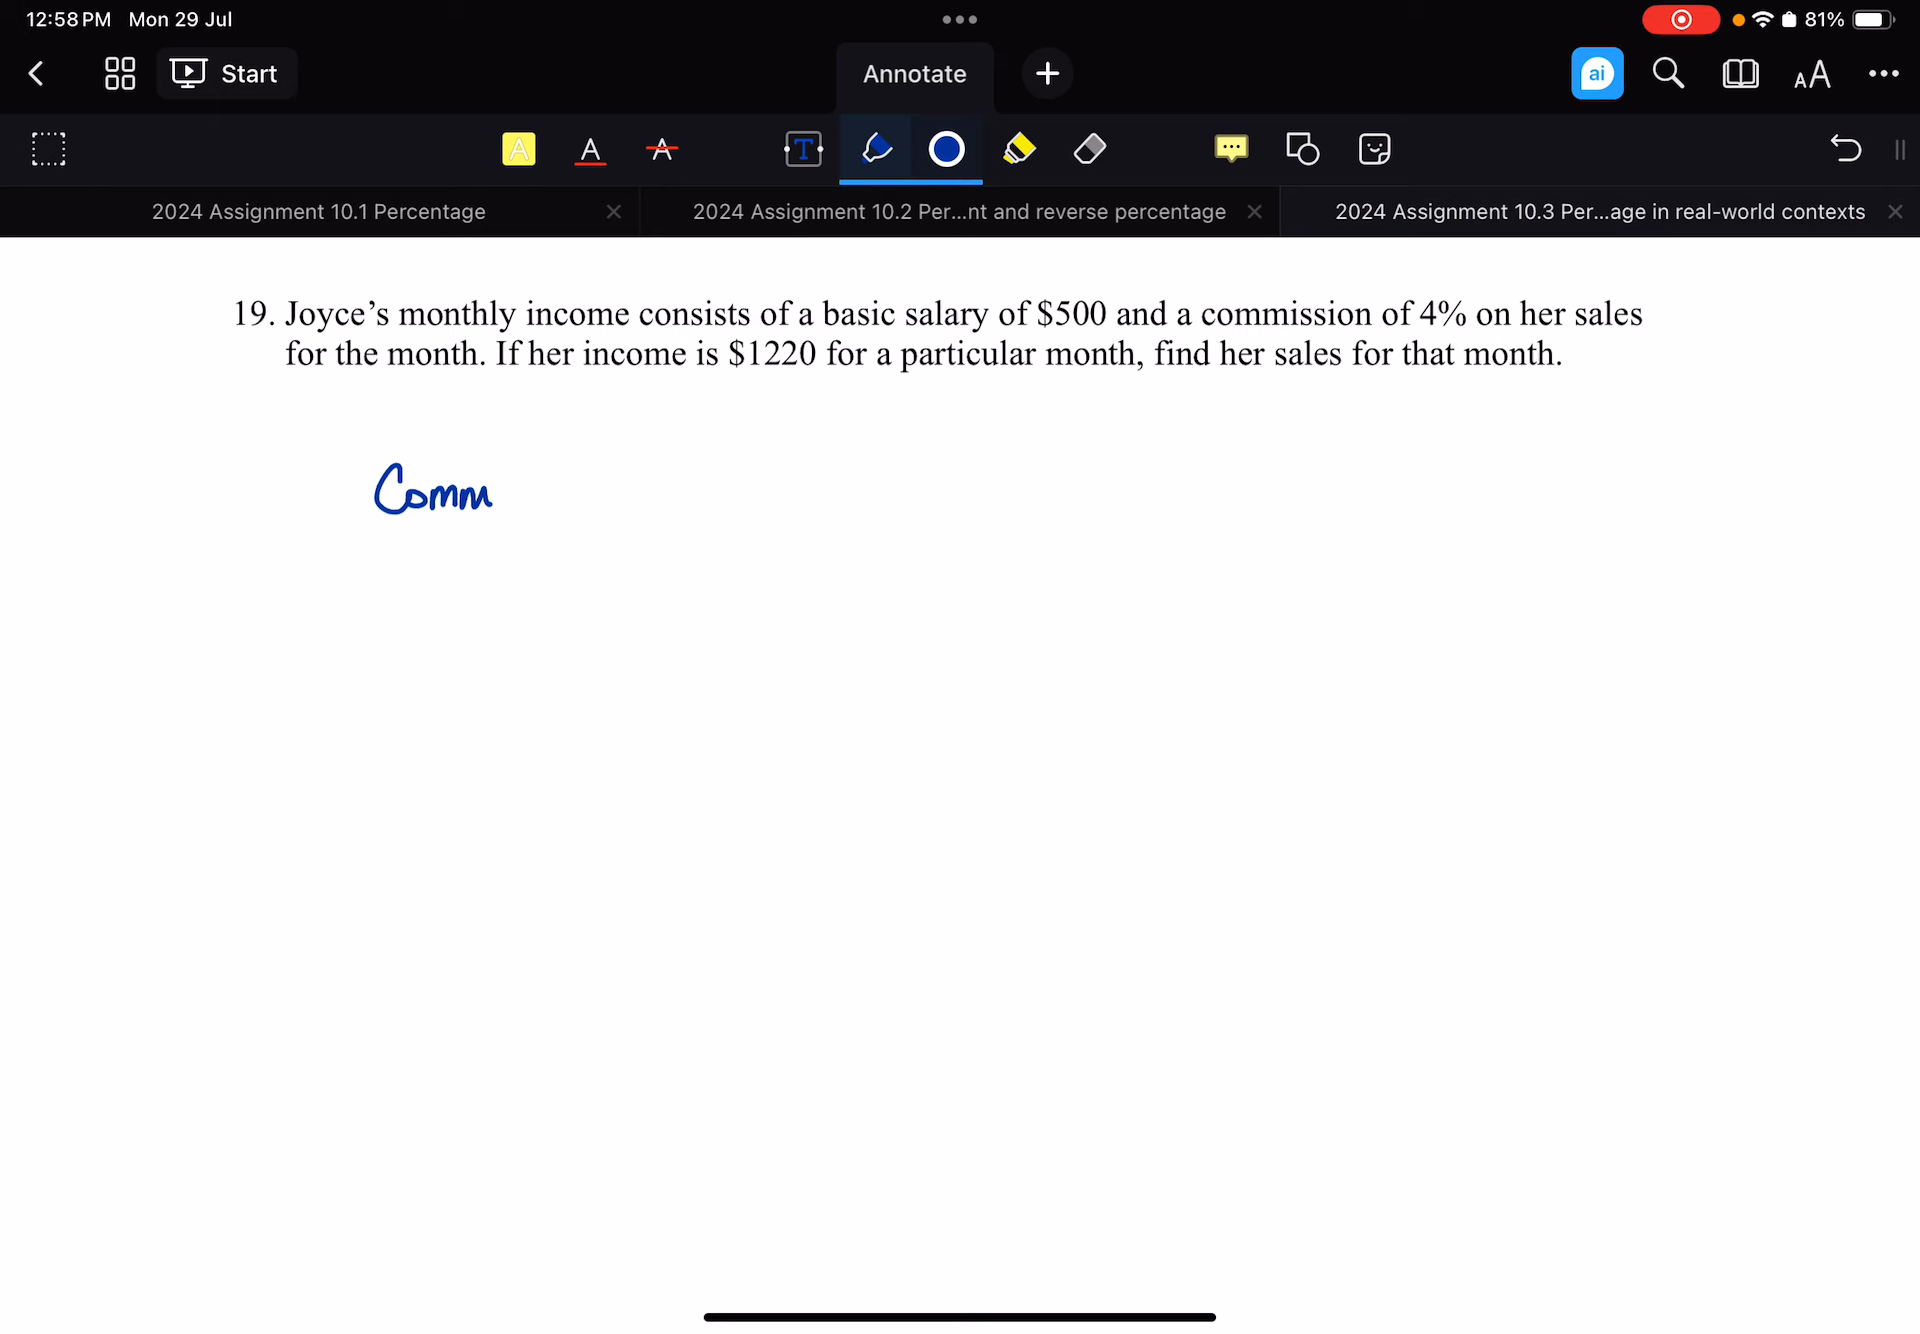 12:58 PM Mon 29 Jul
81%
Start
Annotate
ai
AA
A A A T
2024 Assignment 10.1 Percentage
2024 Assignment 10.2 Per...nt and reverse percentage
2024 Assignment 10.3 Per...age in real-world contexts
19. Joyce’s monthly income consists of a basic salary of $500 and a commission of 4% on her sales
for the month. If her income is $1220 for a particular month, find her sales for that month.
Comm